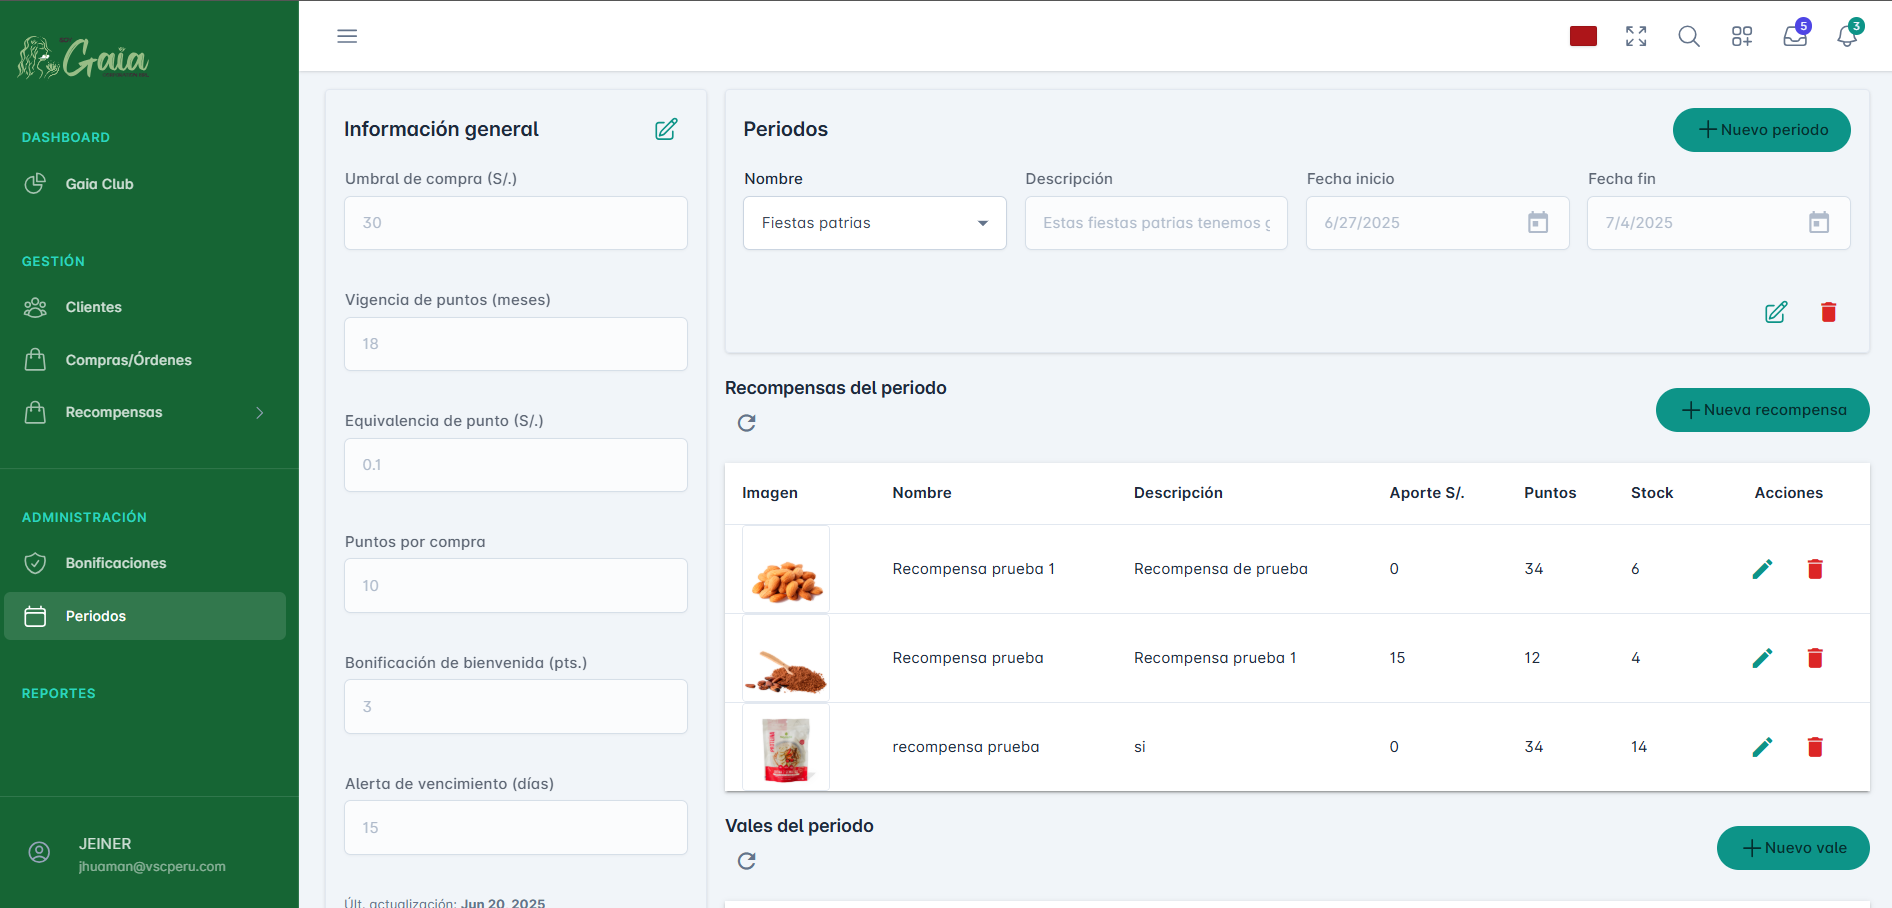 Gaia
DASHBOARD
Gaia Club
GESTIÓN
Clientes
Compras/Órdenes
Recompensas
ADMINISTRACIÓN
Bonificaciones
Periodos
REPORTES
JEINER
jhuaman@vscperu.com
5
3
Información general
Umbral de compra (S/.)
30
Vigencia de puntos (meses)
18
Equivalencia de punto (S/.)
0.1
Puntos por compra
10
Bonificación de bienvenida (pts.)
3
Alerta de vencimiento (días)
15
Últ. actualización: Jun 20, 2025
Periodos
Nuevo periodo
Nombre Descripción Fecha inicio Fecha fin
Fiestas patrias Estas fiestas patrias tenemos 6/27/2025 7/4/2025
Recompensas del periodo
Nueva recompensa
Imagen Nombre Descripción Aporte S/. Puntos Stock Acciones
Recompensa prueba 1 Recompensa de prueba 0 34 6
Recompensa prueba Recompensa prueba 1 15 12 4
recompensa prueba si 0 34 14
Vales del periodo
Nuevo vale